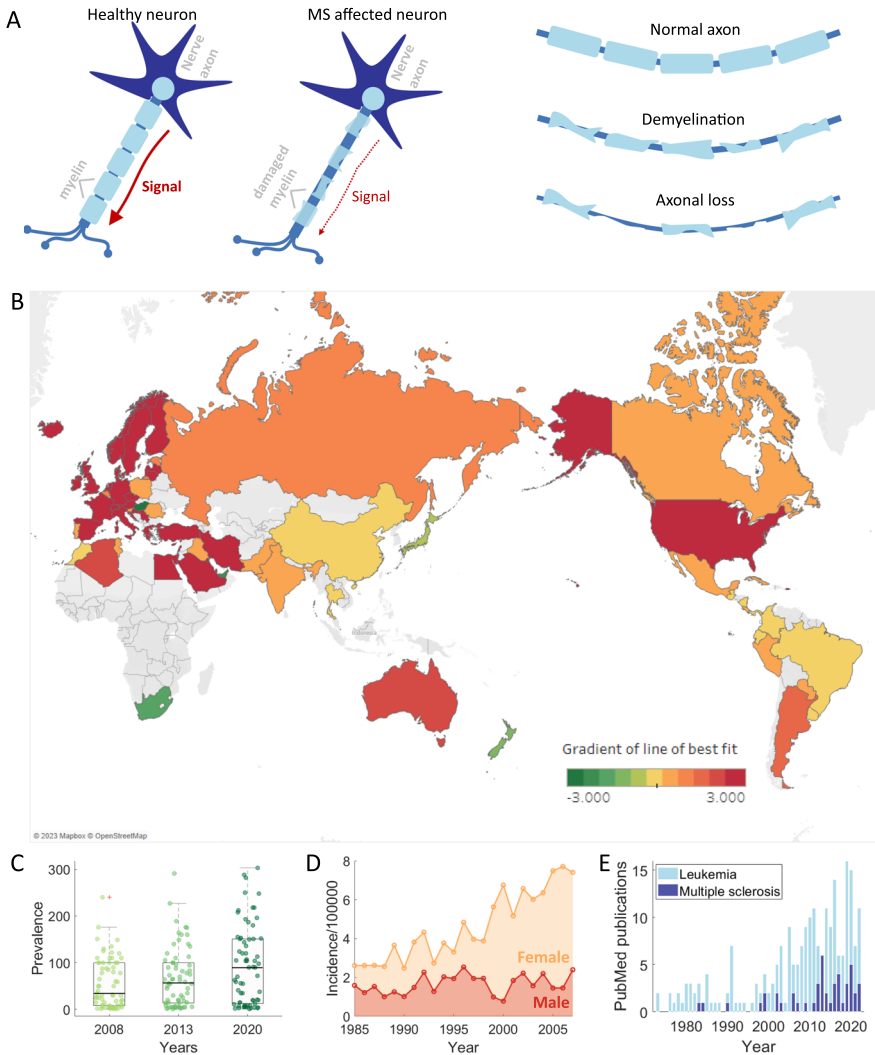 A
Healthy neuron
MS affected neuron
Nerve
axon
Nerve
axon
myelin
damaged
myelin
Signal
Signal
Normal axon
Demyelination
Axonal loss
B
Gradient of line of best fit
-3.000
3.000
© 2023 Mapbox © OpenStreetMap
C
Prevalence
300
200
100
0
2008
2013
2020
Years
D
Incidence/100000
8
6
4
2
0
Female
Male
1985
1990
1995
2000
2005
Year
E
PubMed publications
15
10
5
0
Leukemia
Multiple sclerosis
1980
1990
2000
2010
2020
Year